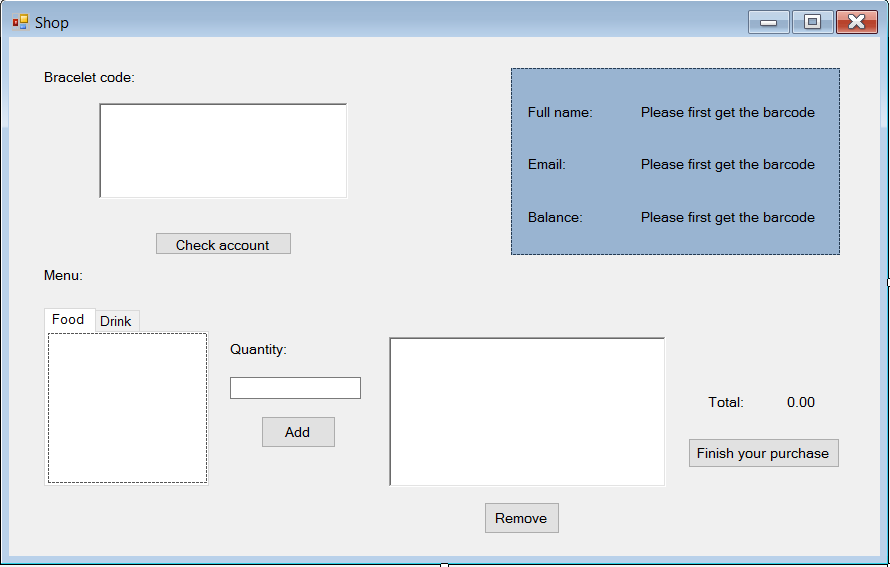 Shop
Bracelet code:
Check account
Full name: Please first get the barcode
Email: Please first get the barcode
Balance: Please first get the barcode
Menu:
Food Drink
Quantity:
Add
Remove
Total: 0.00
Finish your purchase